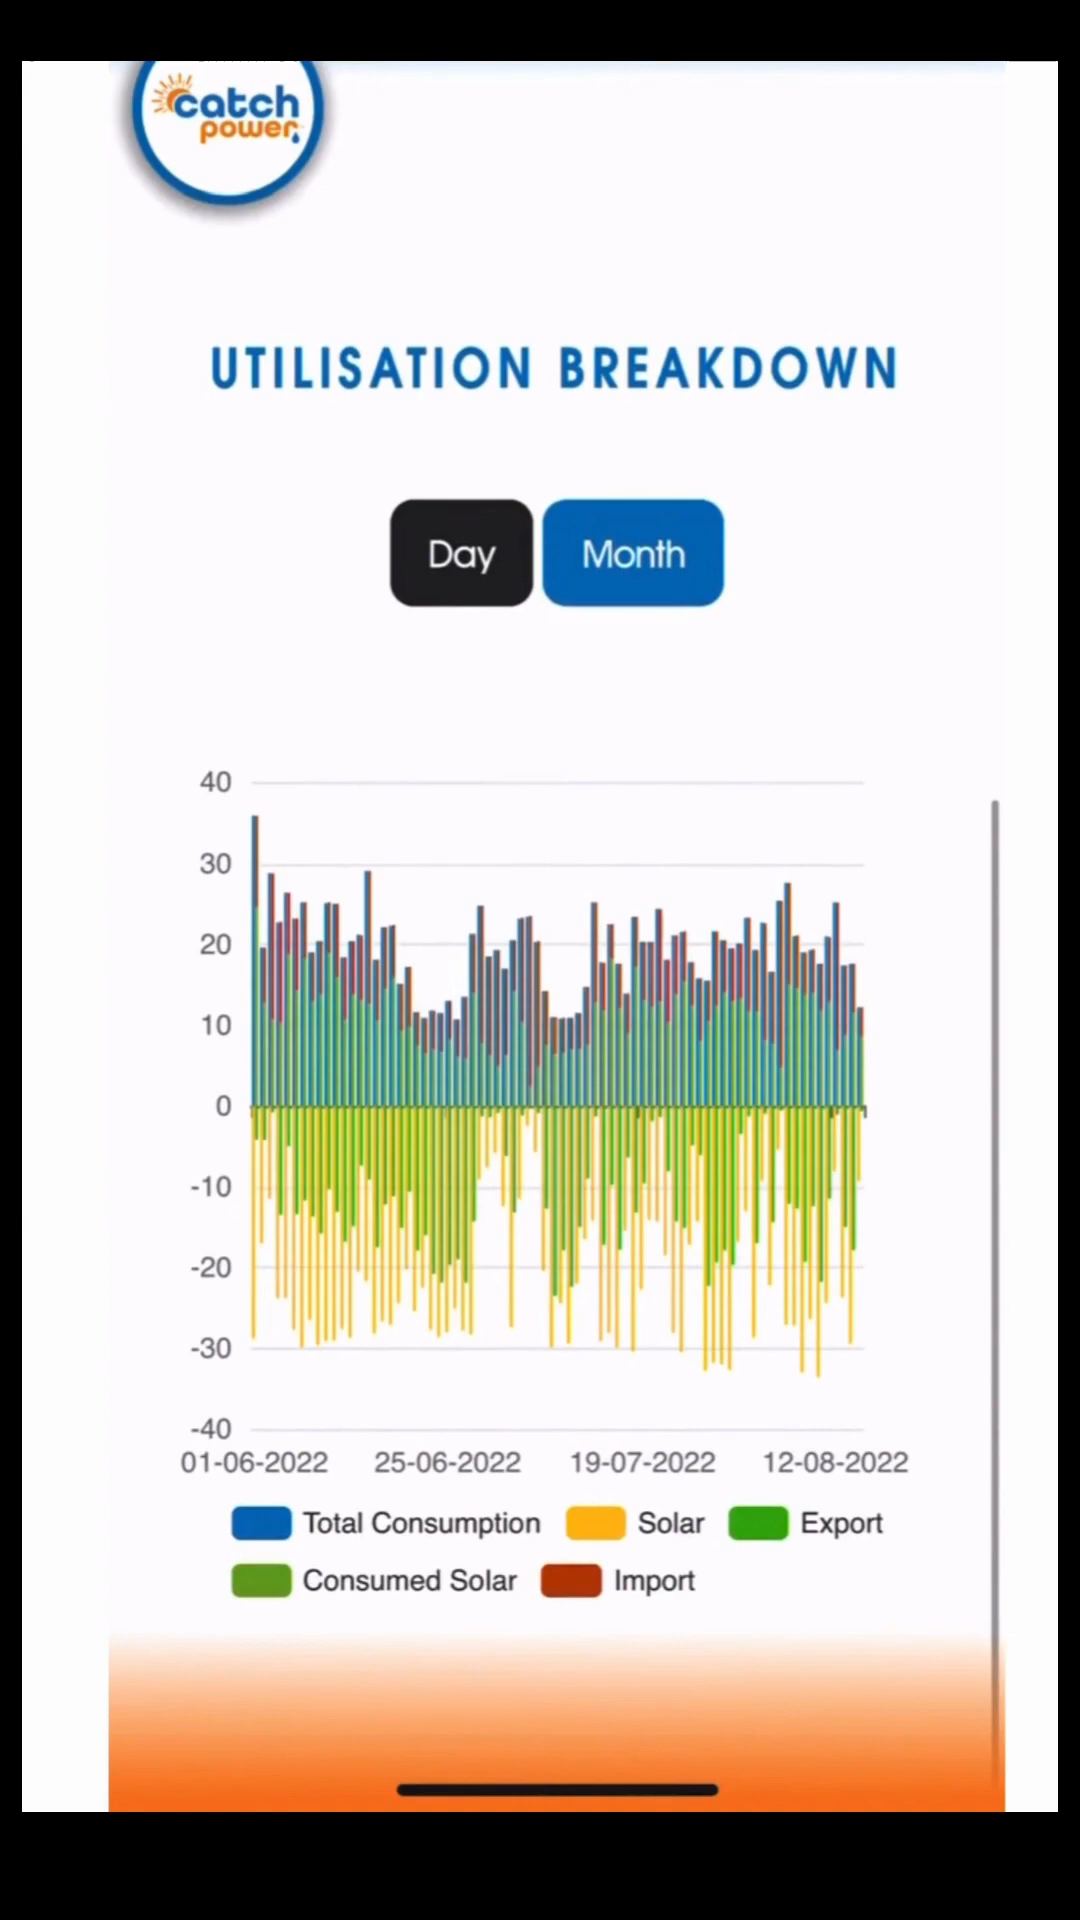 catch
power
UTILISATION BREAKDOWN
Day Month
40
30
20
10
0
-10
-20
-30
-40
01-06-2022 25-06-2022 19-07-2022 12-08-2022
Total Consumption Solar Export
Consumed Solar Import